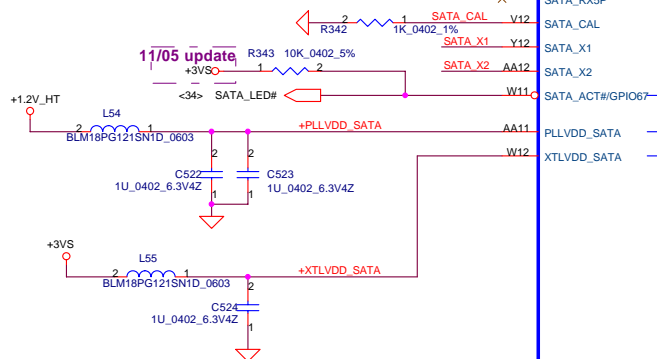 SATA_RX5P
2 R342 1 1K_0402_1% SATA_CAL V12 SATA_CAL
SATA_X1 Y12 SATA_X1
11/05 update
R343 10K_0402_5%
+3VS 1 2 SATA_X2 AA12 SATA_X2
<34> SATA_LED# W11 SATA_ACT#/GPIO67
+1.2V_HT
L54
2 1 +PLLVDD_SATA AA11 PLLVDD_SATA
BLM18PG121SN1D_0603
W12 XTLVDD_SATA
2 2
C522 C523
1U_0402_6.3V4Z 1U_0402_6.3V4Z
1 1
+3VS
L55
2 1 +XTLVDD_SATA
BLM18PG121SN1D_0603
2
C524
1U_0402_6.3V4Z
1